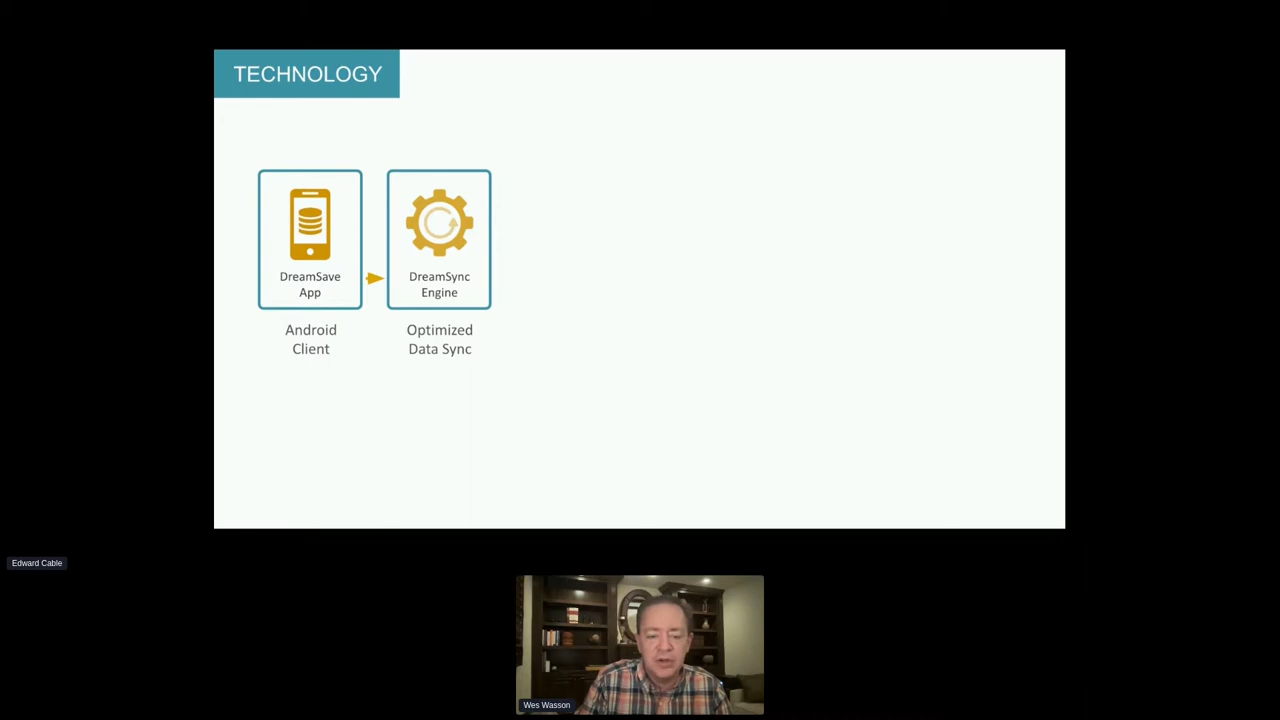 TECHNOLOGY
DreamSave
App
DreamSync
Engine
Android
Client
Optimized
Data Sync
Edward Cable
Wes Wasson